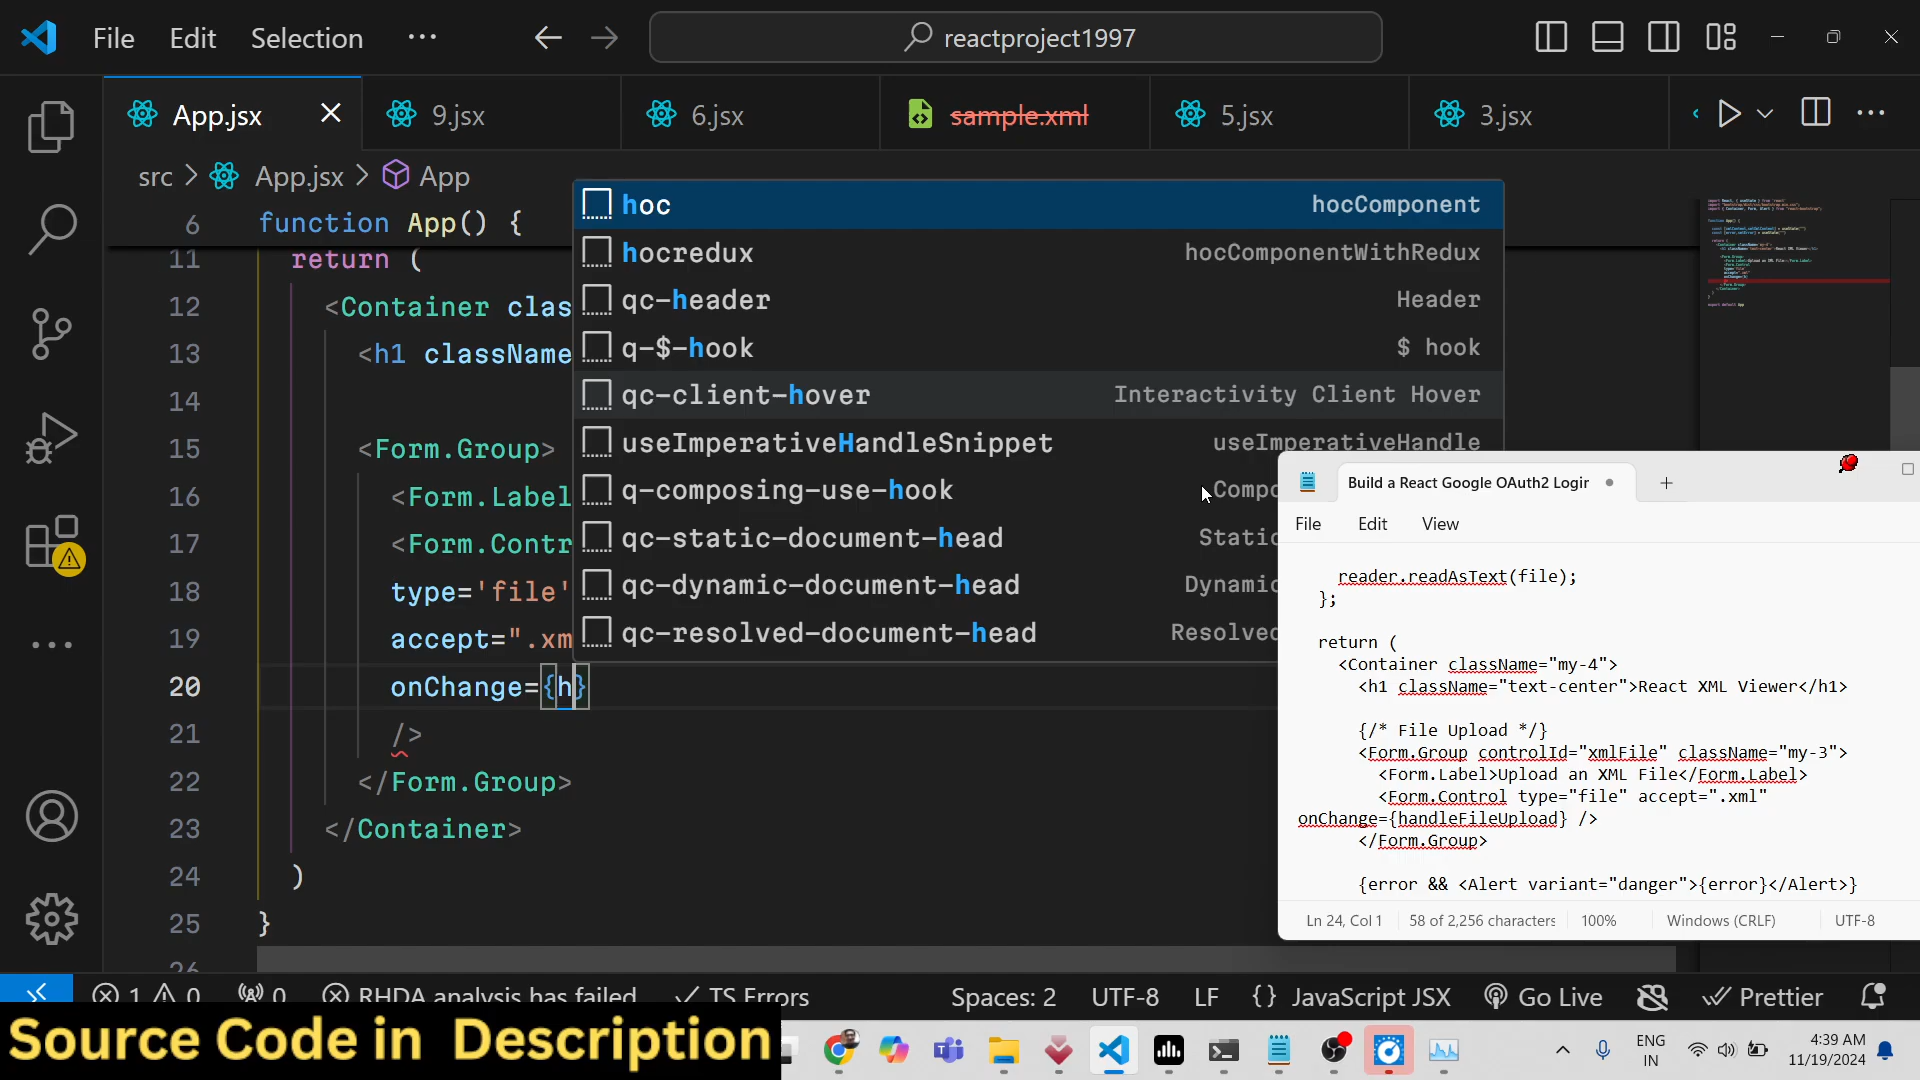 File Edit Selection ··· reactproject1997
App.jsx 9.jsx 6.jsx sample.xml 5.jsx 3.jsx
src > App.jsx > App
6 function App() {
11 return (
12 <Container clas
13 <h1 className
14
15 <Form.Group>
16 <Form.Label
17 <Form.Contr
18 type='file'
19 accept=".xm
20 onChange={h}
21 />
22 </Form.Group>
23 </Container>
24 )
25 }
26
hoc hocComponent
hocredux hocComponentWithRedux
qc-header Header
q-$-hook $ hook
qc-client-hover Interactivity Client Hover
useImperativeHandleSnippet useImperativeHandle
q-composing-use-hook Compo
qc-static-document-head Static
qc-dynamic-document-head Dynamic
qc-resolved-document-head Resolved
Build a React Google OAuth2 Login
File Edit View
reader.readAsText(file);
};
return (
<Container className="my-4">
<h1 className="text-center">React XML Viewer</h1>
{/* File Upload */}
<Form.Group controlId="xmlFile" className="my-3">
<Form.Label>Upload an XML File</Form.Label>
<Form.Control type="file" accept=".xml"
onChange={handleFileUpload} />
</Form.Group>
{error && <Alert variant="danger">{error}</Alert>}
Ln 24, Col 1 58 of 2,256 characters 100% Windows (CRLF) UTF-8
1 0 0 RHDA analysis has failed TS Errors Spaces: 2 UTF-8 LF {} JavaScript JSX Go Live Prettier
Source Code in Description
ENG
IN
4:39 AM
11/19/2024